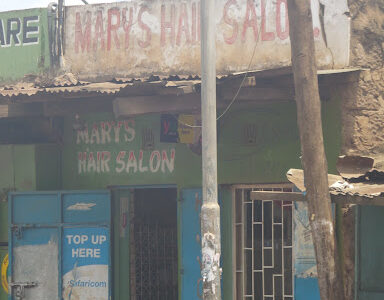 ARE
MARY'S HAIR SALON.
MARY'S
HAIR SALON
TOP UP
HERE
Safaricom